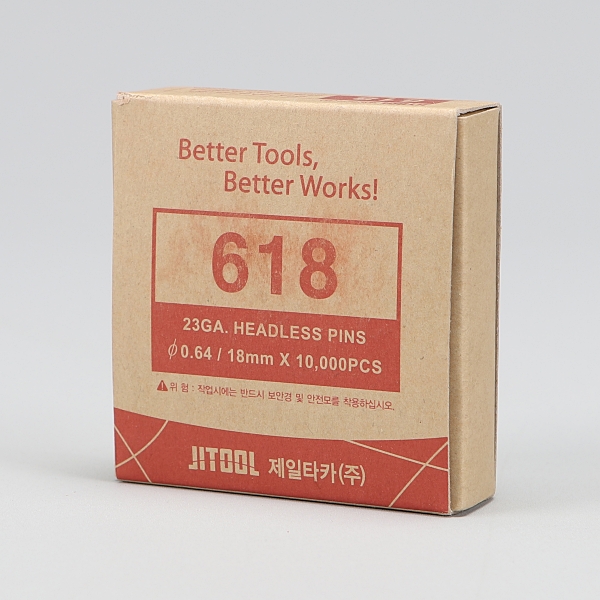 Better Tools,
Better Works!
618
23GA. HEADLESS PINS
ϕ0.64 / 18mm X 10,000PCS
⚠위 험 : 작업시에는 반드시 보안경 및 안전모를 착용하십시오.
JITOOL 제일타카(주)